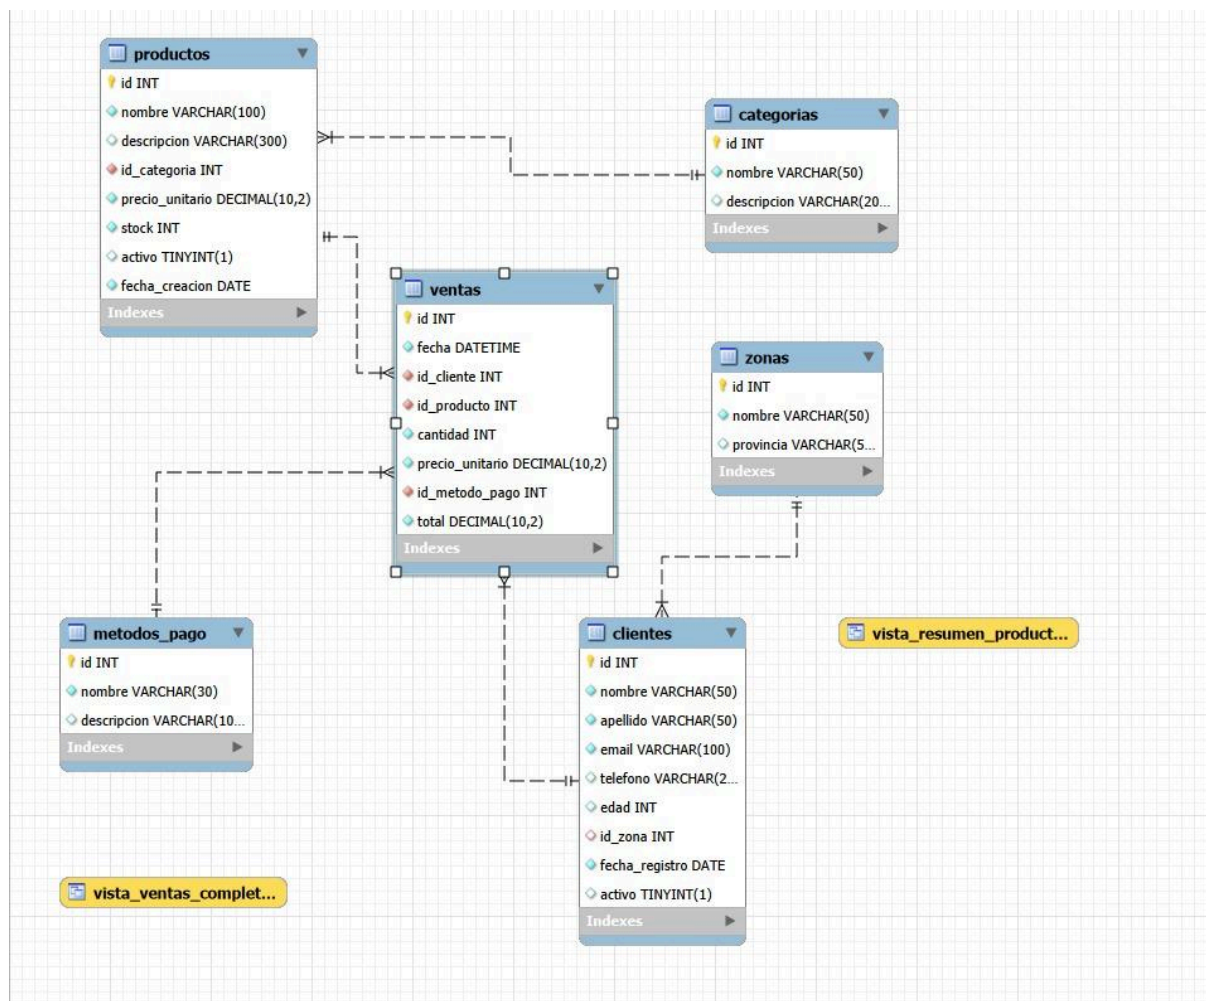 productos
id INT
nombre VARCHAR(100)
descripcion VARCHAR(300)
id_categoria INT
precio_unitario DECIMAL(10,2)
stock INT
activo TINYINT(1)
fecha_creacion DATE
Indexes
categorias
id INT
nombre VARCHAR(50)
descripcion VARCHAR(20...
Indexes
ventas
id INT
fecha DATETIME
id_cliente INT
id_producto INT
cantidad INT
precio_unitario DECIMAL(10,2)
id_metodo_pago INT
total DECIMAL(10,2)
Indexes
zonas
id INT
nombre VARCHAR(50)
provincia VARCHAR(5...
Indexes
metodos_pago
id INT
nombre VARCHAR(30)
descripcion VARCHAR(10...
Indexes
clientes
id INT
nombre VARCHAR(50)
apellido VARCHAR(50)
email VARCHAR(100)
telefono VARCHAR(2...
edad INT
id_zona INT
fecha_registro DATE
activo TINYINT(1)
Indexes
vista_resumen_product...
vista_ventas_complet...